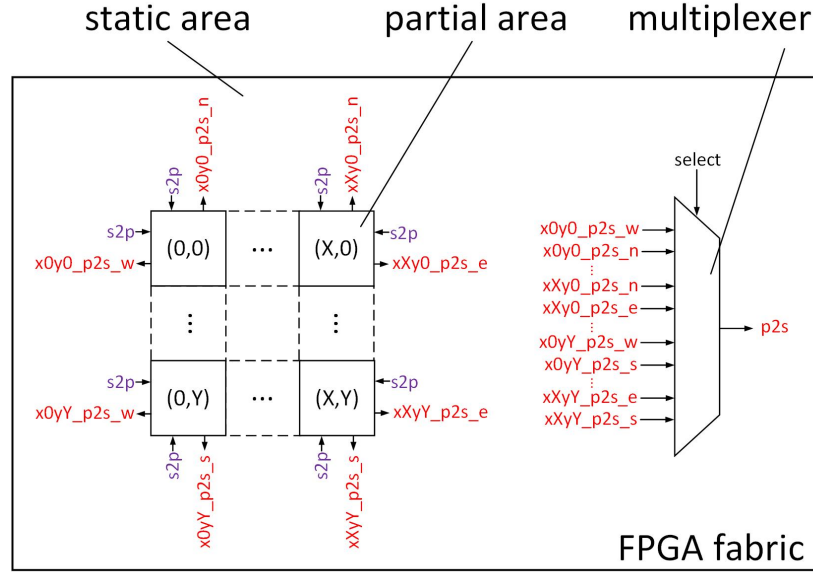 static area
partial area
multiplexer
x0y0_p2s_n
xXy0_p2s_n
s2p
s2p
select
s2p
(0,0)
...
(X,0)
s2p
x0y0_p2s_w
xXy0_p2s_e
...
...
s2p
(0,Y)
...
(X,Y)
s2p
x0yY_p2s_w
xXyY_p2s_e
s2p
x0yY_p2s_s
s2p
xXyY_p2s_s
x0y0_p2s_w
x0y0_p2s_n
...
xXy0_p2s_n
xXy0_p2s_e
...
x0yY_p2s_w
x0yY_p2s_s
...
xXyY_p2s_e
xXyY_p2s_s
p2s
FPGA fabric